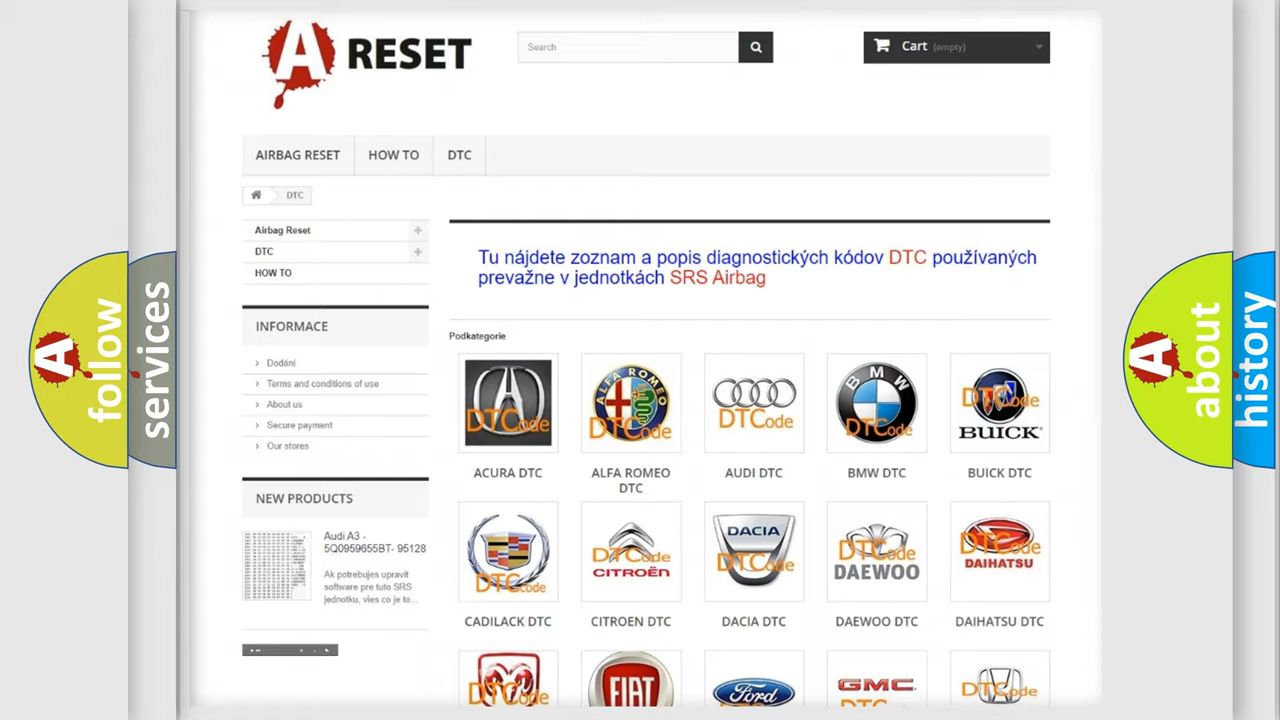 A RESET
Search
Cart (empty)
AIRBAG RESET
HOW TO
DTC
DTC
Airbag Reset
DTC
HOW TO
INFORMACE
Dodání
Terms and conditions of use
About us
Secure payment
Our stores
NEW PRODUCTS
Audi A3 -
5Q0959655BT- 95128
Ak potrebujes upravit
software pre tuto SRS
jednotku, vies co je to...
Tu nájdete zoznam a popis diagnostických kódov DTC používaných
prevažne v jednotkách SRS Airbag
Podkategorie
DTCode
ALFA ROMEO
DTCode
DTCode
BMW
DTCode
DTCode
BUICK
ACURA DTC
ALFA ROMEO
DTC
AUDI DTC
BMW DTC
BUICK DTC
DTCode
DTCode
CITROËN
DACIA
DTCode
DTCode
DAEWOO
DTCode
DAIHATSU
CADILACK DTC
CITROEN DTC
DACIA DTC
DAEWOO DTC
DAIHATSU DTC
DTCode
FIAT
Ford
GMC
DTCode
A follow
services
A about
history